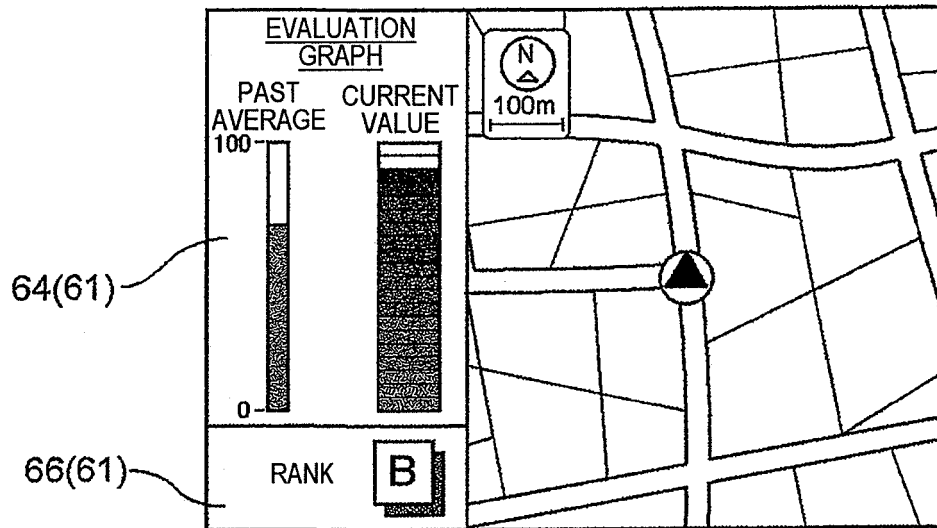 EVALUATION
GRAPH
PAST
AVERAGE
CURRENT
VALUE
100
0
64(61)
66(61)
RANK
B
N
100m